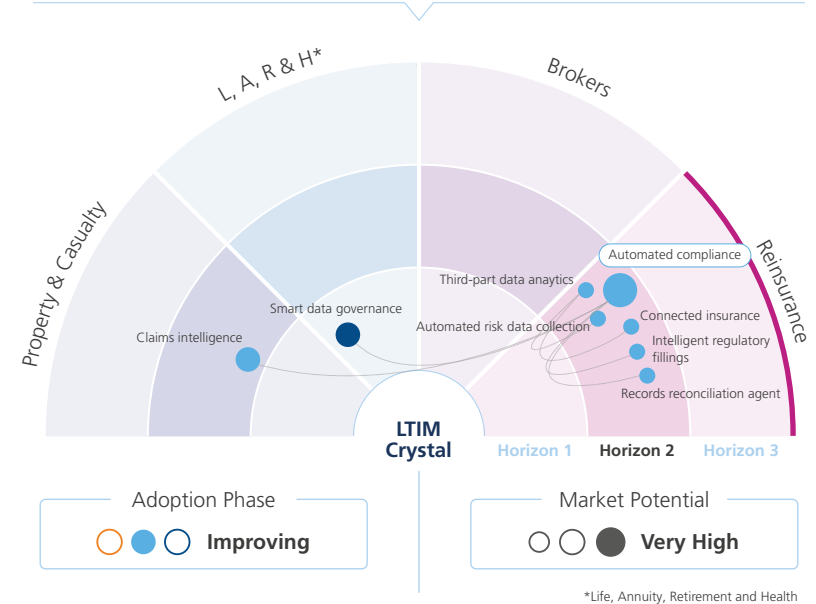 L, A, R & H*
Brokers
Property & Casualty
Reinsurance
Automated compliance
Third-part data anaytics
Smart data governance
Connected insurance
Claims intelligence
Automated risk data collection
Intelligent regulatory
fillings
Records reconciliation agent
LTIM
Crystal
Horizon 1
Horizon 2
Horizon 3
Adoption Phase
Improving
Market Potential
Very High
*Life, Annuity, Retirement and Health